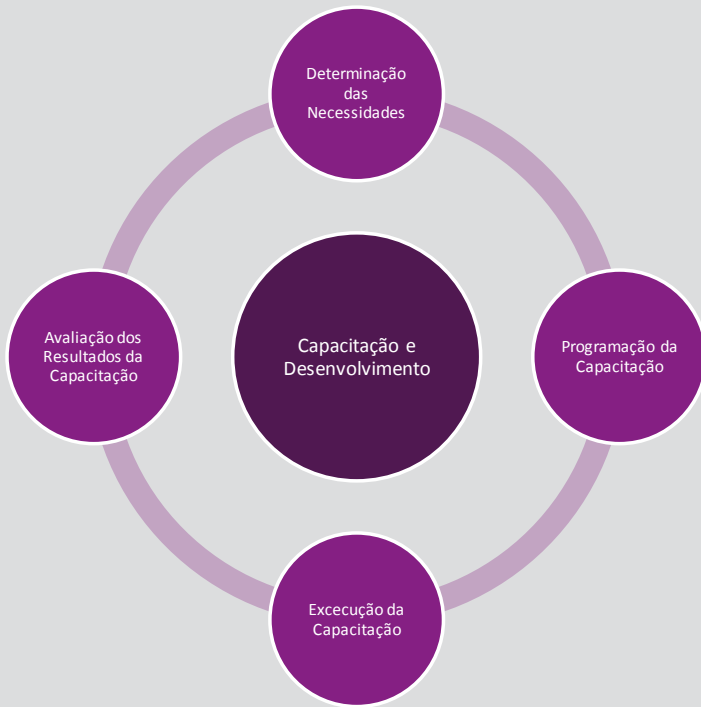 Determinação
das
Necessidades
Capacitação e
Desenvolvimento
Programação da
Capacitação
Excecução da
Capacitação
Avaliação dos
Resultados da
Capacitação